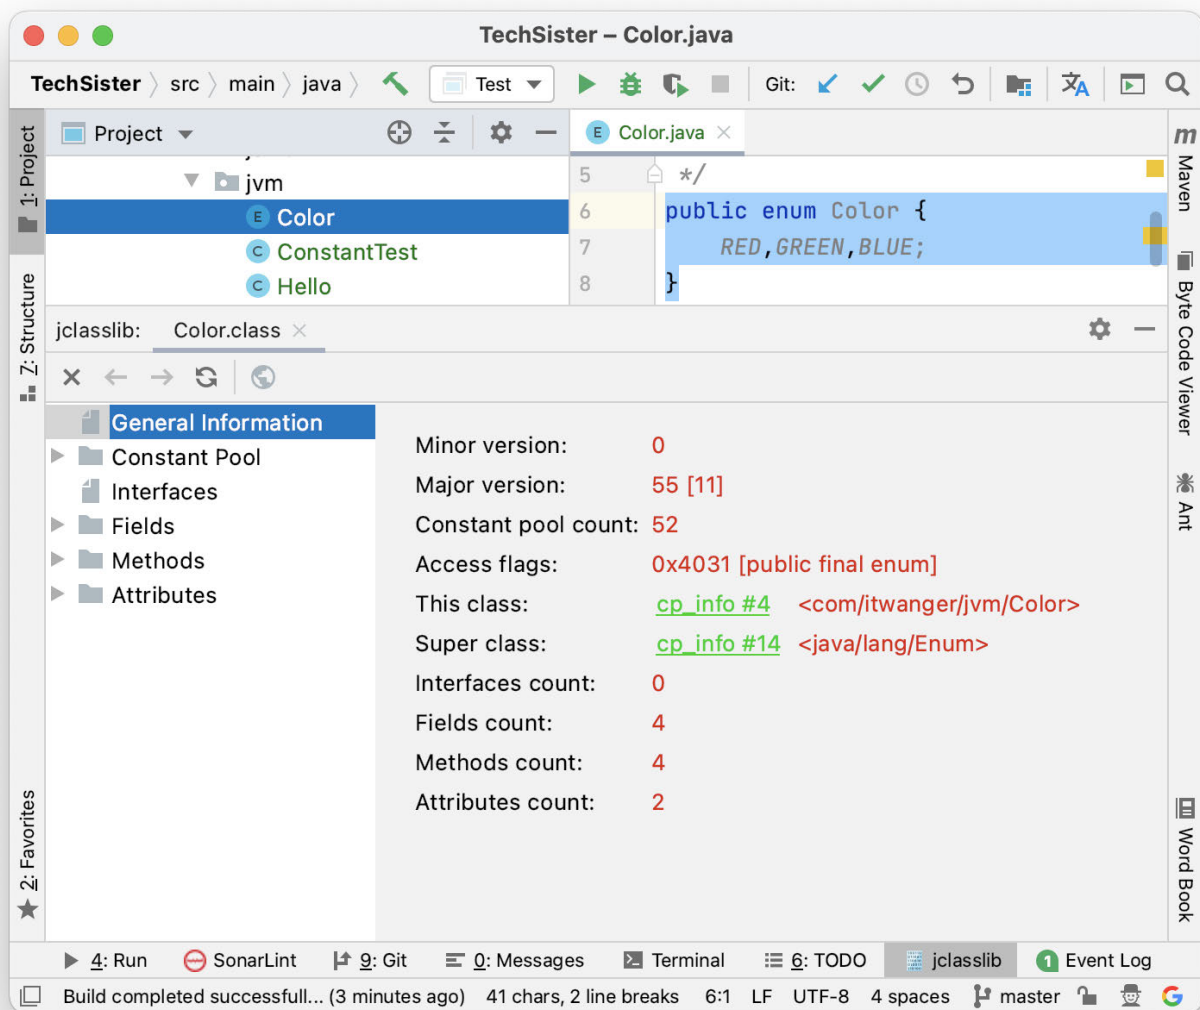 TechSister – Color.java
TechSister src main java Test Git:
1: Project
Project
Color.java
jvm
Color
ConstantTest
Hello
5 */
6 public enum Color {
7 RED,GREEN,BLUE;
8 }
Maven
Byte Code Viewer
Ant
Word Book
Z: Structure
2: Favorites
jclasslib: Color.class
General Information
Constant Pool
Interfaces
Fields
Methods
Attributes
Minor version: 0
Major version: 55 [11]
Constant pool count: 52
Access flags: 0x4031 [public final enum]
This class: cp_info #4 <com/itwanger/jvm/Color>
Super class: cp_info #14 <java/lang/Enum>
Interfaces count: 0
Fields count: 4
Methods count: 4
Attributes count: 2
4: Run SonarLint 9: Git 0: Messages Terminal 6: TODO jclasslib 1 Event Log
Build completed successfull... (3 minutes ago) 41 chars, 2 line breaks 6:1 LF UTF-8 4 spaces master